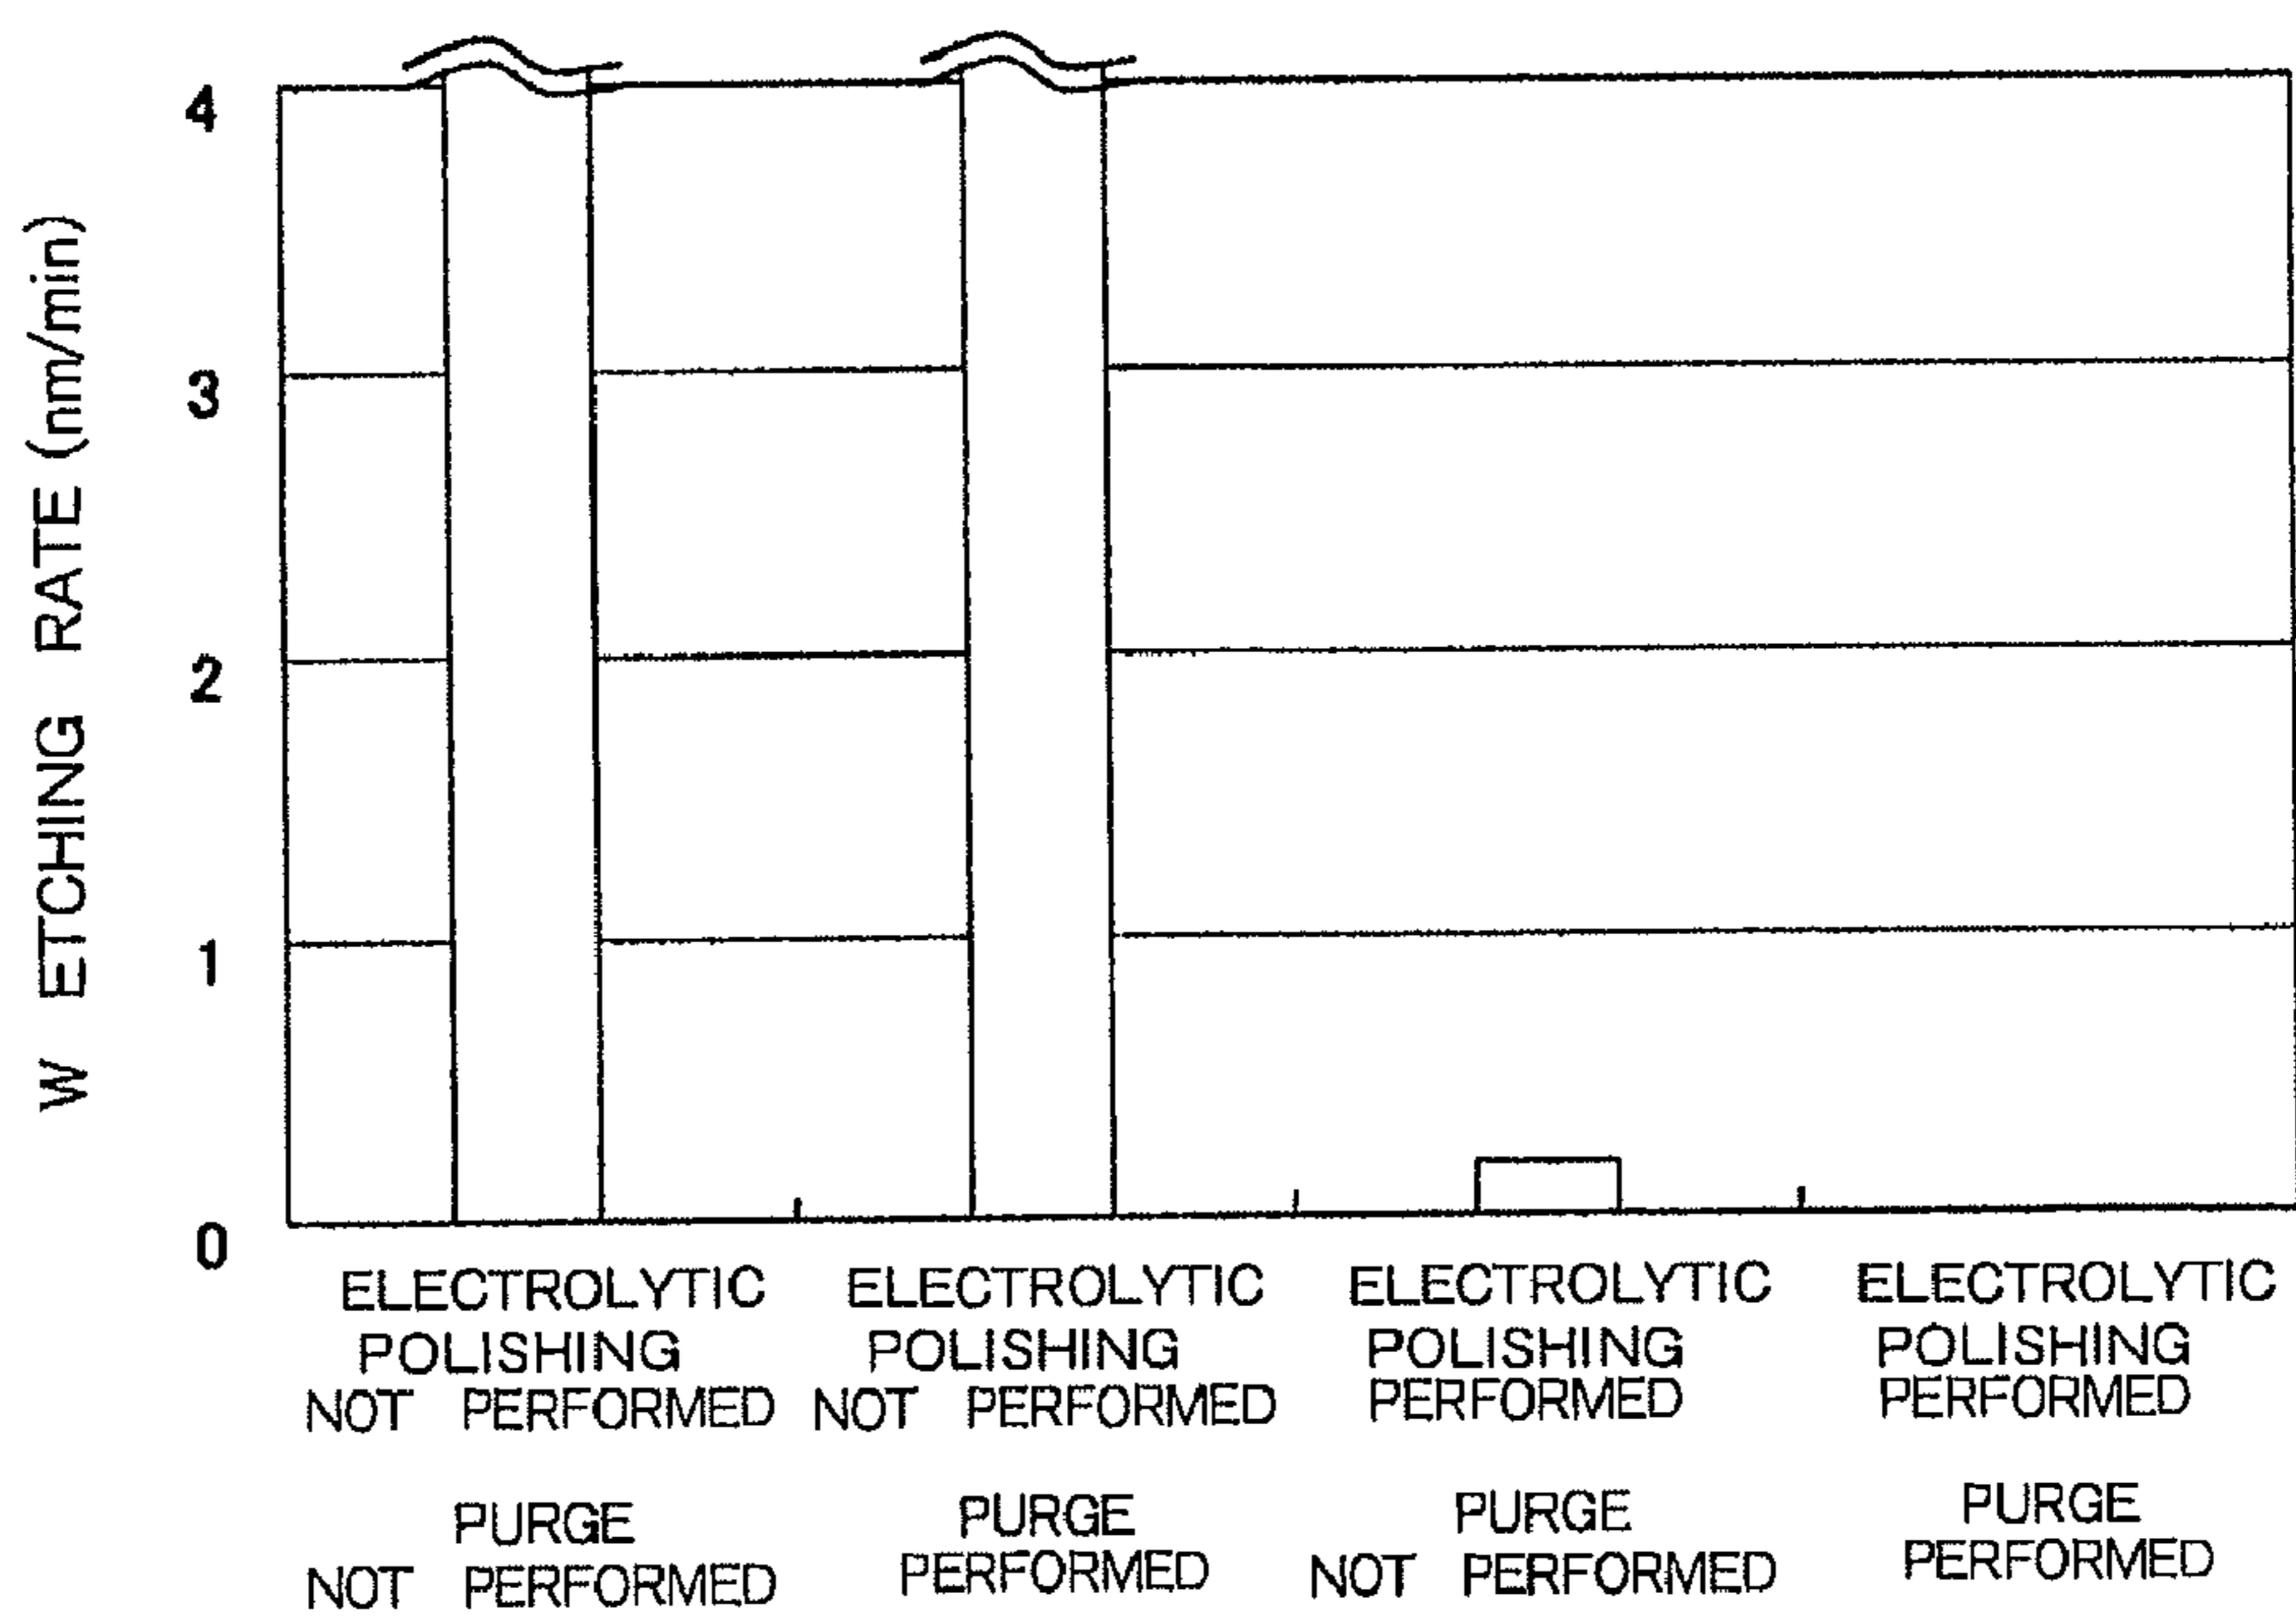 W ETCHING RATE (nm/min)
4
3
2
1
0
ELECTROLYTIC
POLISHING
NOT PERFORMED
PURGE
NOT PERFORMED
ELECTROLYTIC
POLISHING
NOT PERFORMED
PURGE
PERFORMED
ELECTROLYTIC
POLISHING
PERFORMED
PURGE
NOT PERFORMED
ELECTROLYTIC
POLISHING
PERFORMED
PURGE
PERFORMED